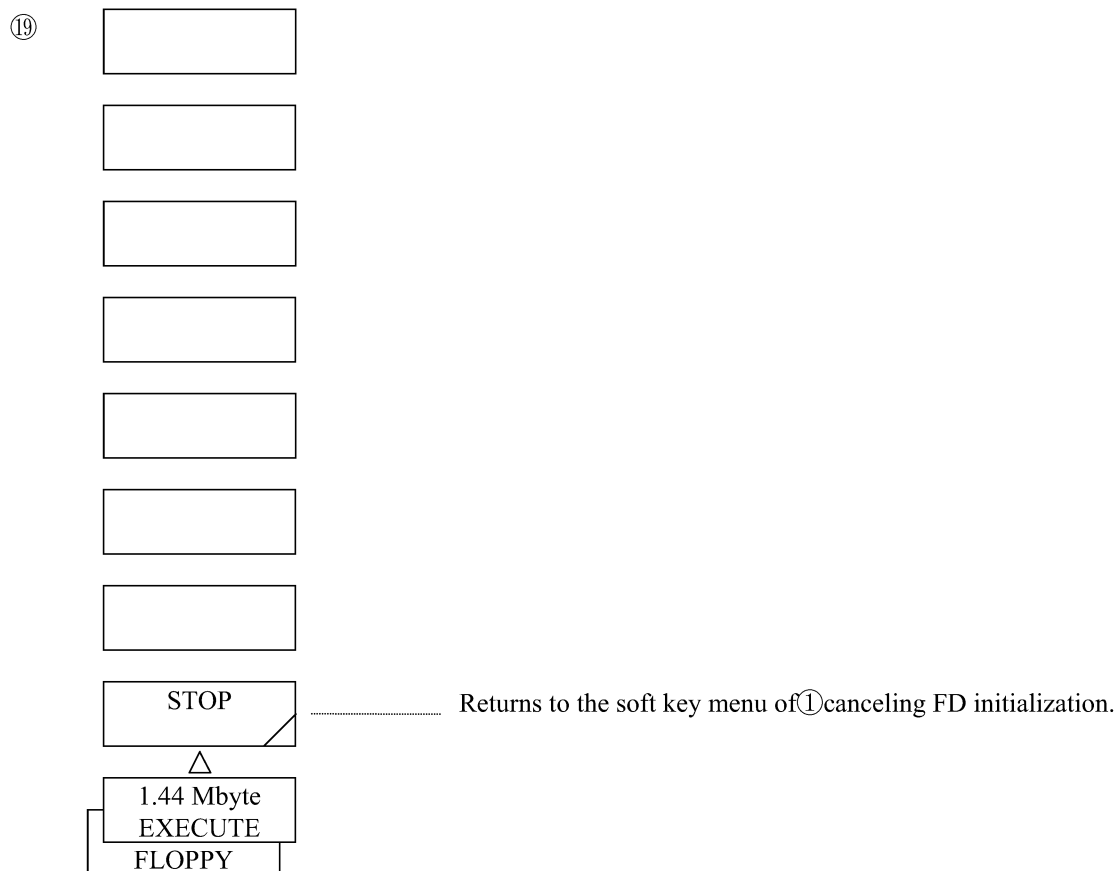 ⑲
STOP
Returns to the soft key menu of①canceling FD initialization.
1.44 Mbyte
EXECUTE
FLOPPY